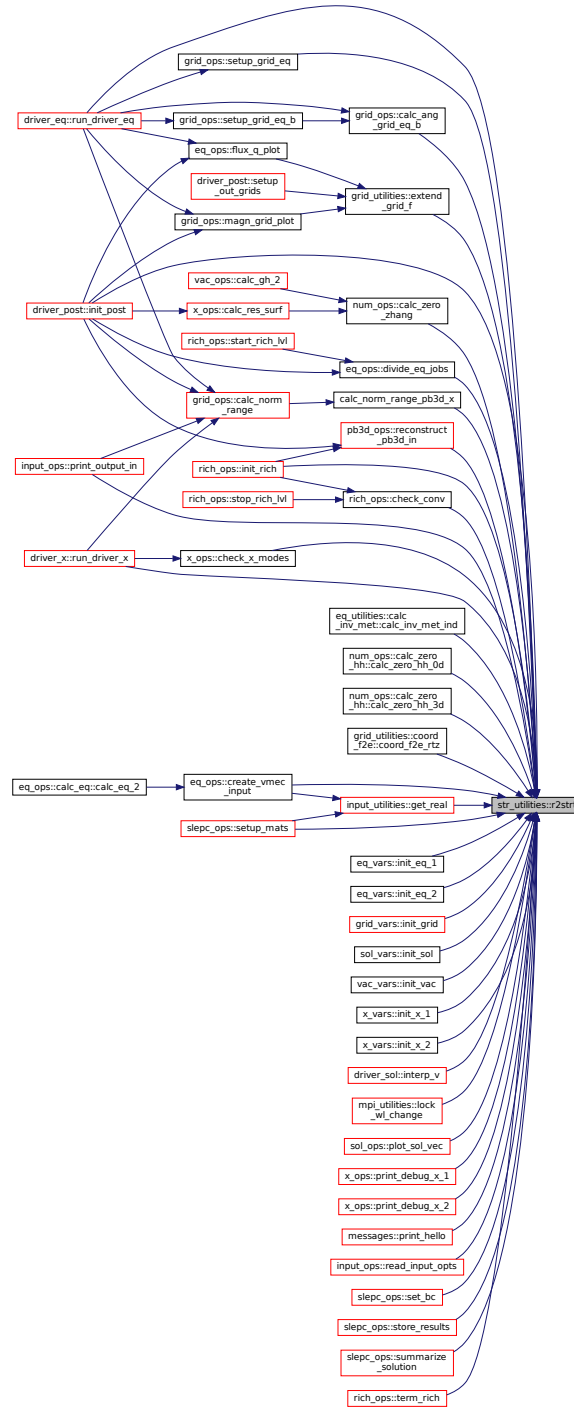 grid_ops::setup_grid_eq
grid_ops::calc_ang
_grid_eq_b
driver_eq::run_driver_eq
grid_ops::setup_grid_eq_b
eq_ops::flux_q_plot
driver_post::setup
_out_grids
grid_utilities::extend
_grid_f
grid_ops::magn_grid_plot
vac_ops::calc_gh_2
driver_post::init_post
x_ops::calc_res_surf
num_ops::calc_zero
_zhang
rich_ops::start_rich_lvl
eq_ops::divide_eq_jobs
grid_ops::calc_norm
_range
calc_norm_range_pb3d_x
pb3d_ops::reconstruct
_pb3d_in
input_ops::print_output_in
rich_ops::init_rich
rich_ops::stop_rich_lvl
rich_ops::check_conv
driver_x::run_driver_x
x_ops::check_x_modes
eq_utilities::calc
_inv_met::calc_inv_met_ind
num_ops::calc_zero
_hh::calc_zero_hh_0d
num_ops::calc_zero
_hh::calc_zero_hh_3d
grid_utilities::coord
_f2e::coord_f2e_rtz
eq_ops::calc_eq::calc_eq_2
eq_ops::create_vmec
_input
input_utilities::get_real
str_utilities::r2strt
slepc_ops::setup_mats
eq_vars::init_eq_1
eq_vars::init_eq_2
grid_vars::init_grid
sol_vars::init_sol
vac_vars::init_vac
x_vars::init_x_1
x_vars::init_x_2
driver_sol::interp_v
mpi_utilities::lock
_wl_change
sol_ops::plot_sol_vec
x_ops::print_debug_x_1
x_ops::print_debug_x_2
messages::print_hello
input_ops::read_input_opts
slepc_ops::set_bc
slepc_ops::store_results
slepc_ops::summarize
_solution
rich_ops::term_rich